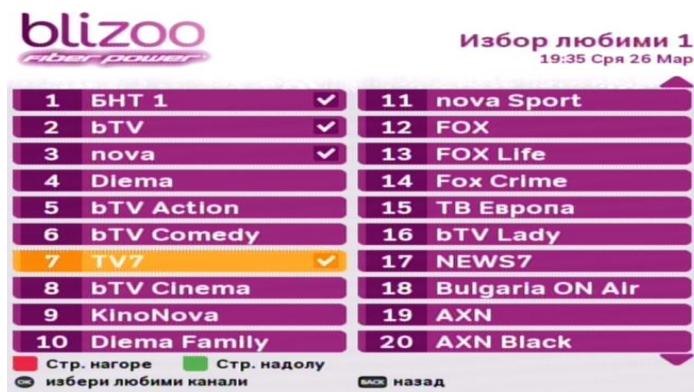 blizoo
Fiber power
Избор любими 1
19:35 Сря 26 Мар
1 БНТ 1
2 bTV
3 nova
4 Diema
5 bTV Action
6 bTV Comedy
7 TV7
8 bTV Cinema
9 KinoNova
10 Diema Family
11 nova Sport
12 FOX
13 FOX Life
14 Fox Crime
15 ТВ Европа
16 bTV Lady
17 NEWS7
18 Bulgaria ON Air
19 AXN
20 AXN Black
Стр. нагоре Стр. надолу
OK избери любими канали BACK назад